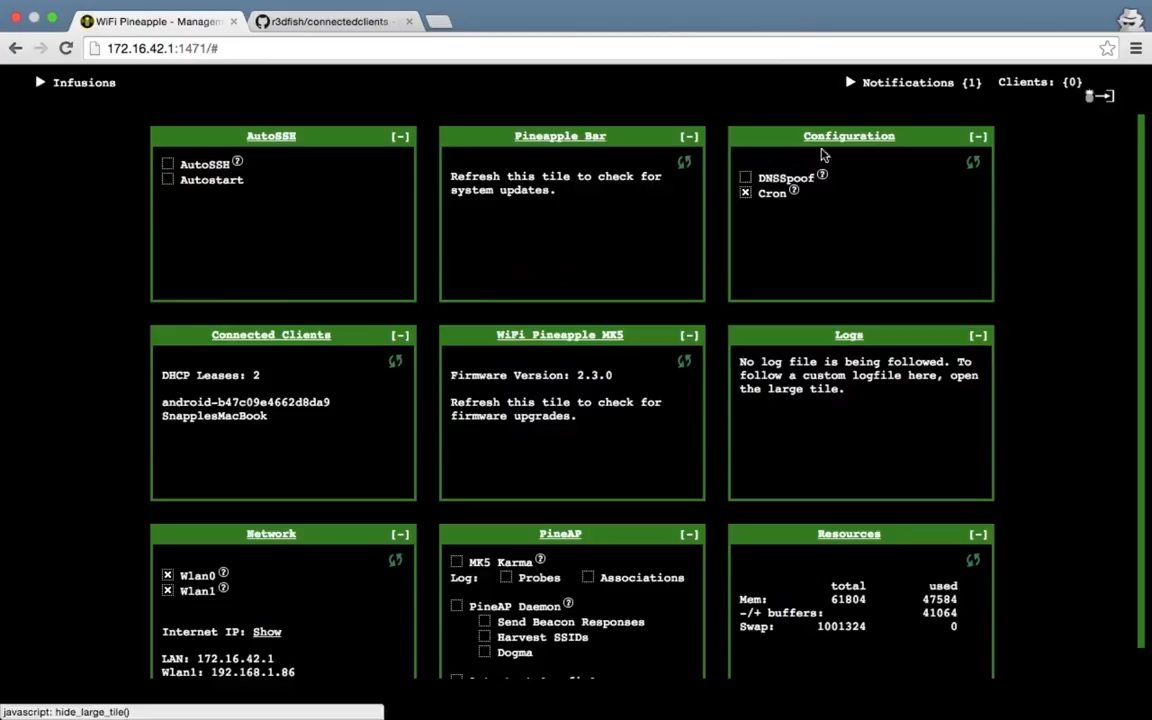 WiFi Pineapple - Managem
r3dfish/connectedclients
172.16.42.1:1471/#
Infusions
Notifications {1}
Clients: {0}
AutoSSH [-]
AutoSSH?
Autostart
Pineapple Bar [-]
Refresh this tile to check for
system updates.
Configuration [-]
DNSSpoof?
Cron?
Connected Clients [-]
DHCP Leases: 2
android-b47c09e4662d8da9
SnapplesMacBook
WiFi Pineapple MK5 [-]
Firmware Version: 2.3.0
Refresh this tile to check for
firmware upgrades.
Logs [-]
No log file is being followed. To
follow a custom logfile here, open
the large tile.
Network [-]
Wlan0?
Wlan1?
Internet IP: Show
LAN: 172.16.42.1
Wlan1: 192.168.1.86
PineAP [-]
MK5 Karma?
Log: Probes Associations
PineAP Daemon?
Send Beacon Responses
Harvest SSIDs
Dogma
Resources [-]
total used
Mem: 61804 47584
-/+ buffers: 41064
Swap: 1001324 0
javascript: hide_large_tile()